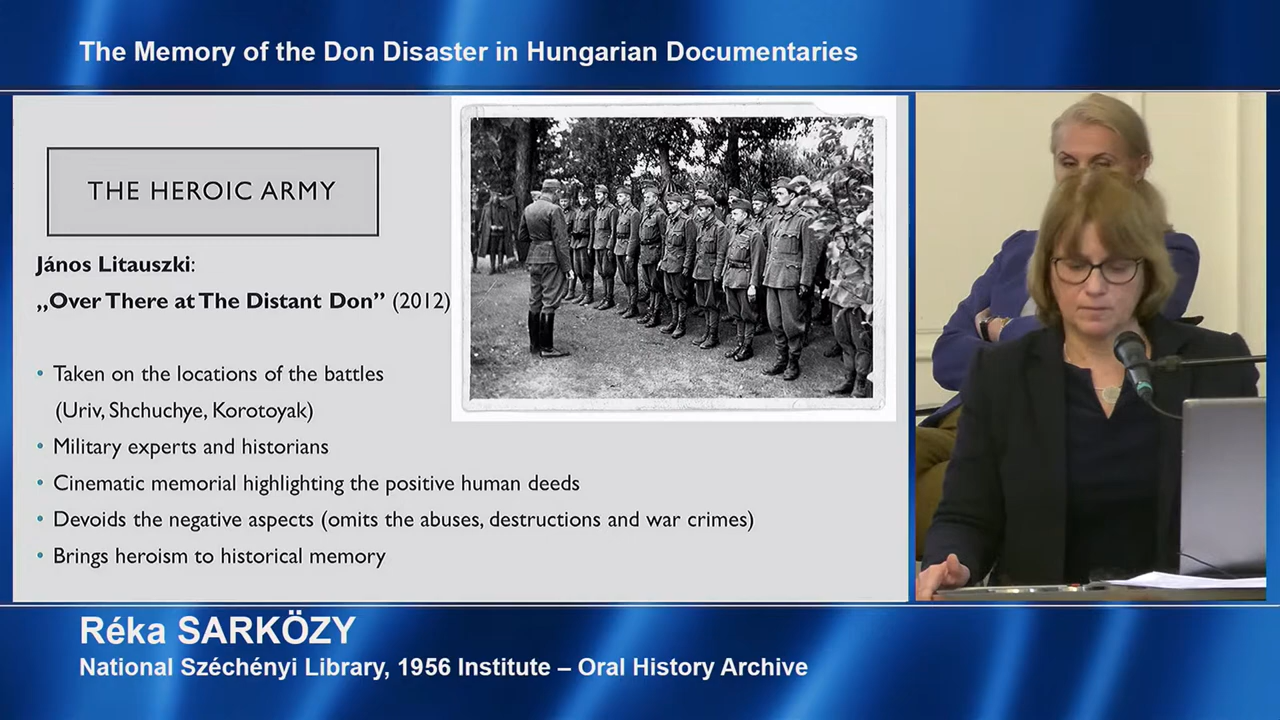 The Memory of the Don Disaster in Hungarian Documentaries
THE HEROIC ARMY
János Litauszki:
„Over There at The Distant Don” (2012)
• Taken on the locations of the battles
(Uriv, Shchuchye, Korotoyak)
• Military experts and historians
• Cinematic memorial highlighting the positive human deeds
• Devoids the negative aspects (omits the abuses, destructions and war crimes)
• Brings heroism to historical memory
Réka SARKÖZY
National Széchényi Library, 1956 Institute – Oral History Archive